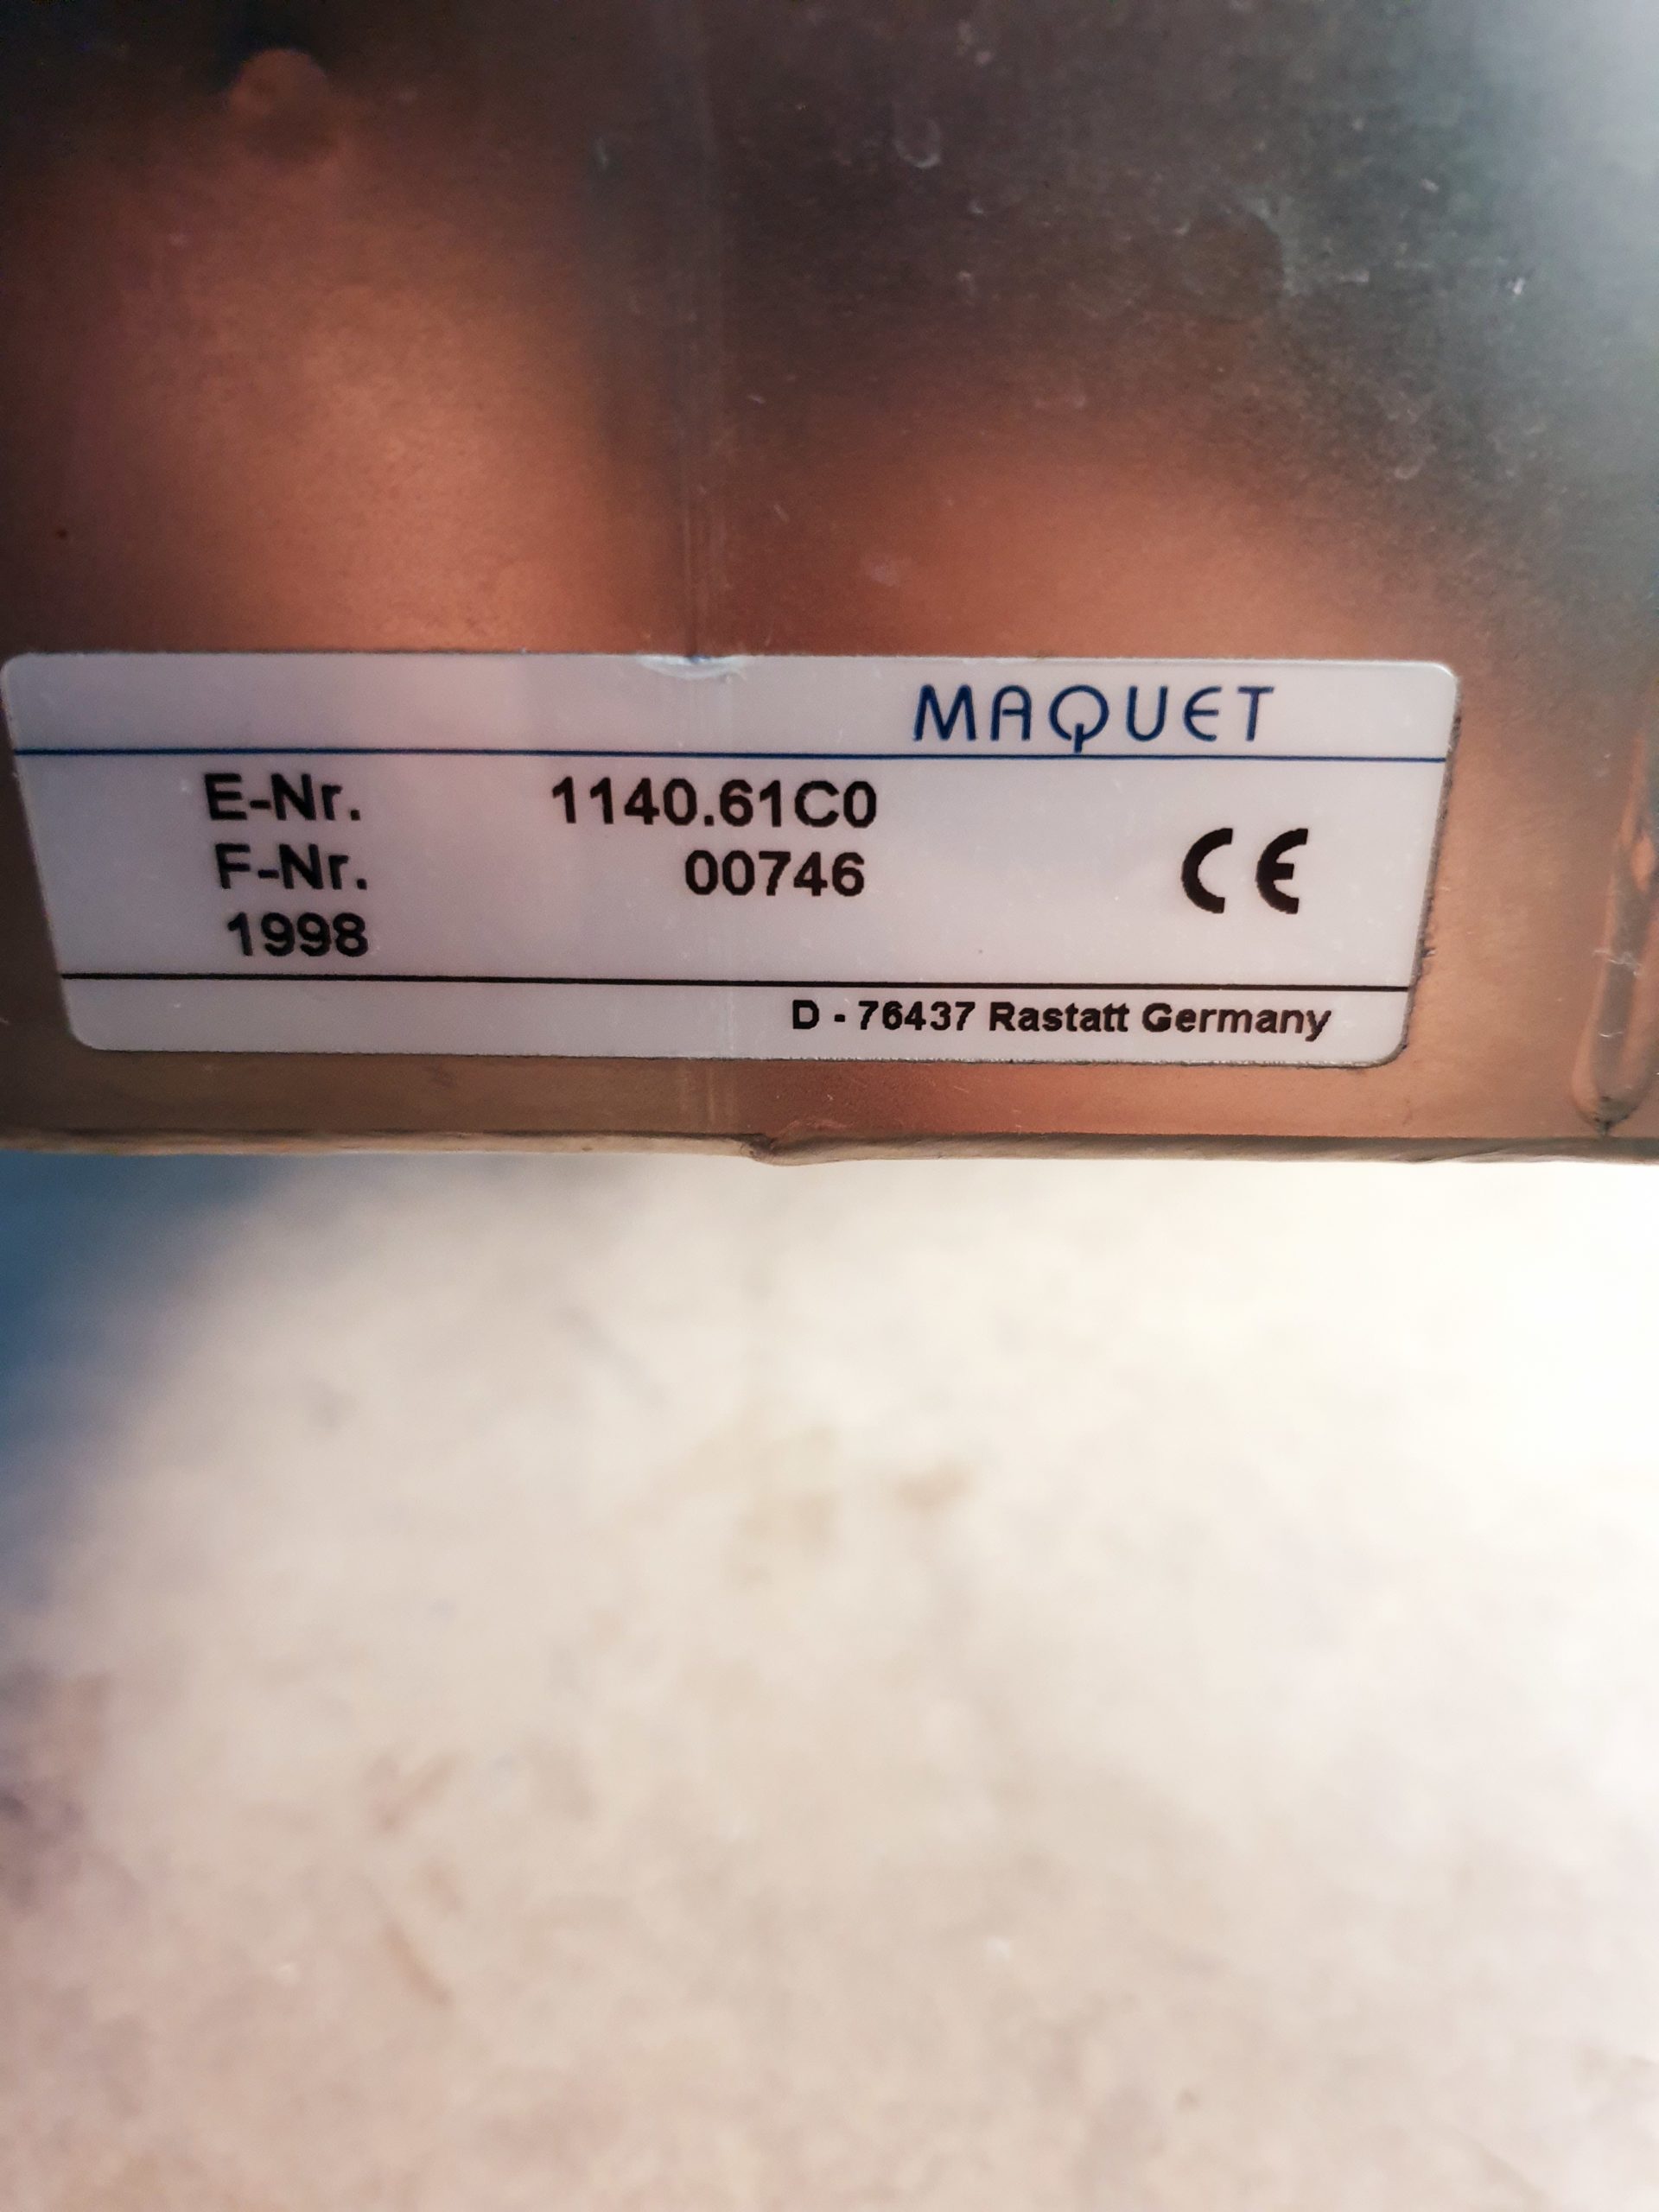 MAQUET
E-Nr. 1140.61C0
F-Nr. 00746
1998
CE
D - 76437 Rastatt Germany